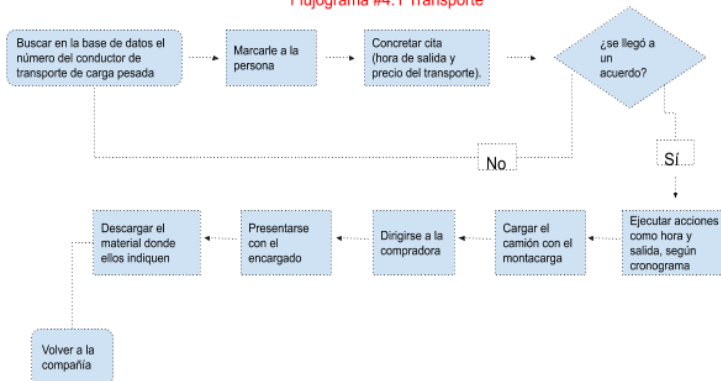 Flujograma #4.1 Transporte
Buscar en la base de datos el
número del conductor de
transporte de carga pesada
Marcarle a la
persona
Concretar cita
(hora de salida y
precio del transporte).
¿se llegó a
un
acuerdo?
No
Sí
Ejecutar acciones
como hora y
salida, según
cronograma
Cargar el
camión con el
montacarga
Dirigirse a la
compradora
Presentarse
con el
encargado
Descargar el
material donde
ellos indiquen
Volver a la
compañía